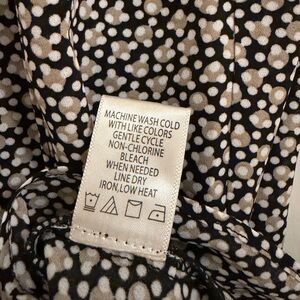 MACHINE WASH COLD
WITH LIKE COLORS
GENTLE CYCLE
NON-CHLORINE
BLEACH
WHEN NEEDED
LINE DRY
IRON, LOW HEAT